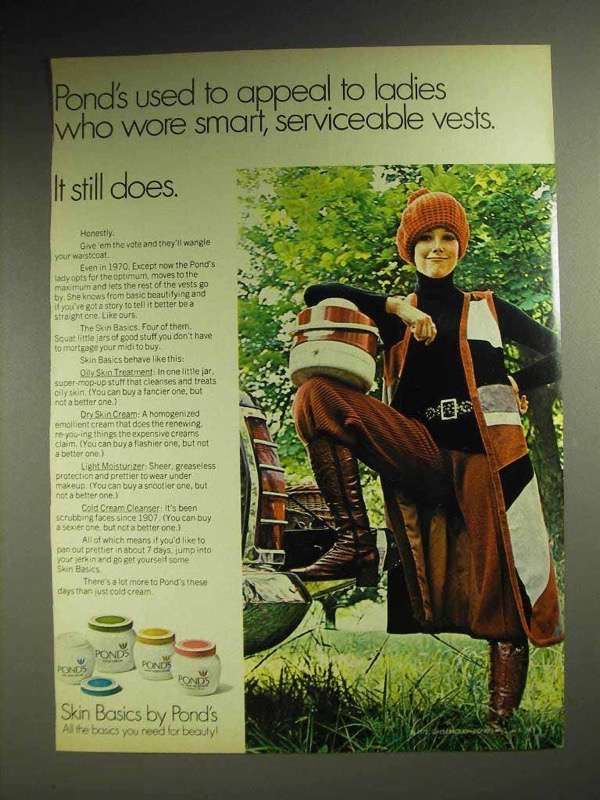 Pond's used to appeal to ladies
who wore smart, serviceable vests.
It still does.
Honestly.
Give 'em the vote and they'll wangle
your waistcoat.
Even in 1970. Except now the Pond's
lady opts for the optimum, moves to the
maximum and lets the rest of the vests go
by. She knows from basic beautifying and
if you've got a story to tell it better be a
straight one. Like ours.
The Skin Basics. Four of them.
Squat little jars of good stuff you don't have
to mortgage your midi to buy.
Skin Basics behave like this:
Oily Skin Treatment: In one little jar,
super-mop-up stuff that cleanses and treats
oily skin. (You can buy a fancier one, but
not a better one.)
Dry Skin Cream: A homogenized
emollient cream that does the renewing,
re-you-ing things the expensive creams
claim. (You can buy a flashier one, but not
a better one.)
Light Moisturizer: Sheer, greaseless
protection and prettier to wear under
makeup. (You can buy a snootier one, but
not a better one.)
Cold Cream Cleanser: It's been
scrubbing faces since 1907. (You can buy
a sexier one, but not a better one.)
All of which means if you'd like to
pan out prettier in about 7 days, jump into
your jerkin and go get yourself some
Skin Basics.
There's a lot more to Pond's these
days than just cold cream.
POND'S
POND'S
POND'S
POND'S
Skin Basics by Pond's
All the basics you need for beauty!